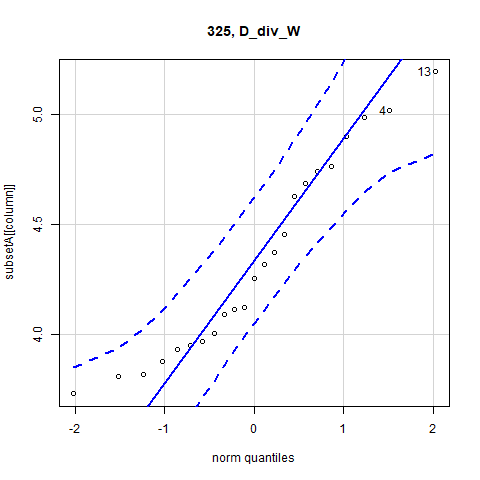 325, D_div_W
13
5.0
4
subsetA[[column]]
4.5
4.0
-2 -1 0 1 2
norm quantiles